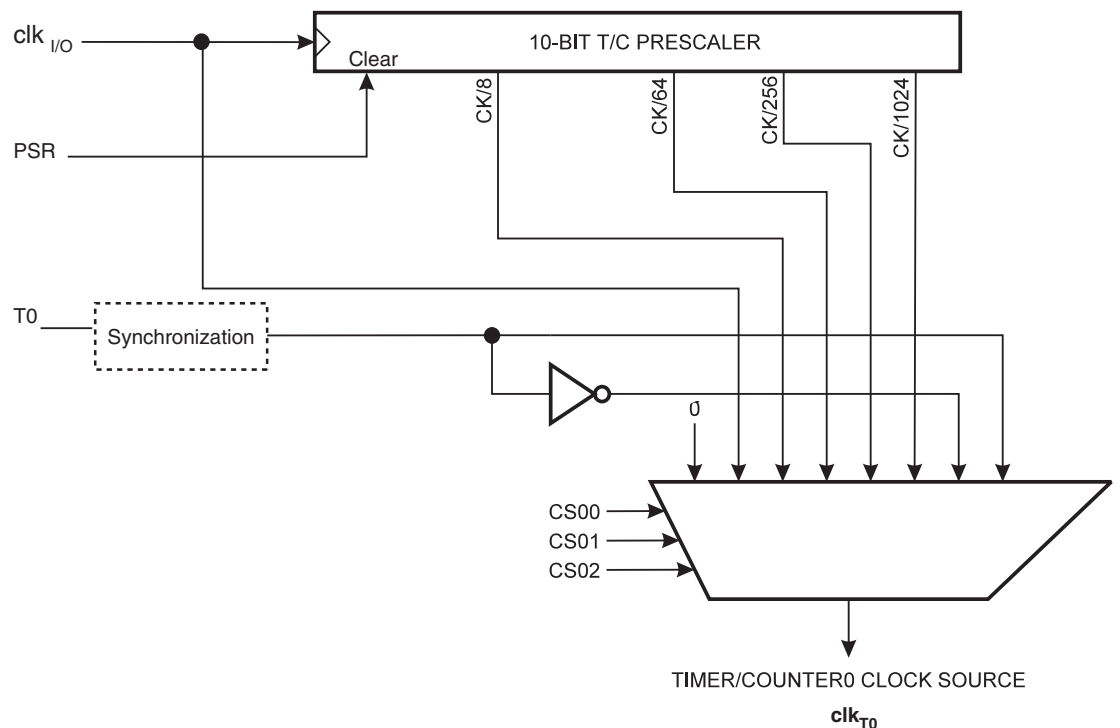 clk I/O
10-BIT T/C PRESCALER
Clear
CK/8
CK/64
CK/256
CK/1024
PSR
T0
Synchronization
0
CS00
CS01
CS02
TIMER/COUNTER0 CLOCK SOURCE
clkT0